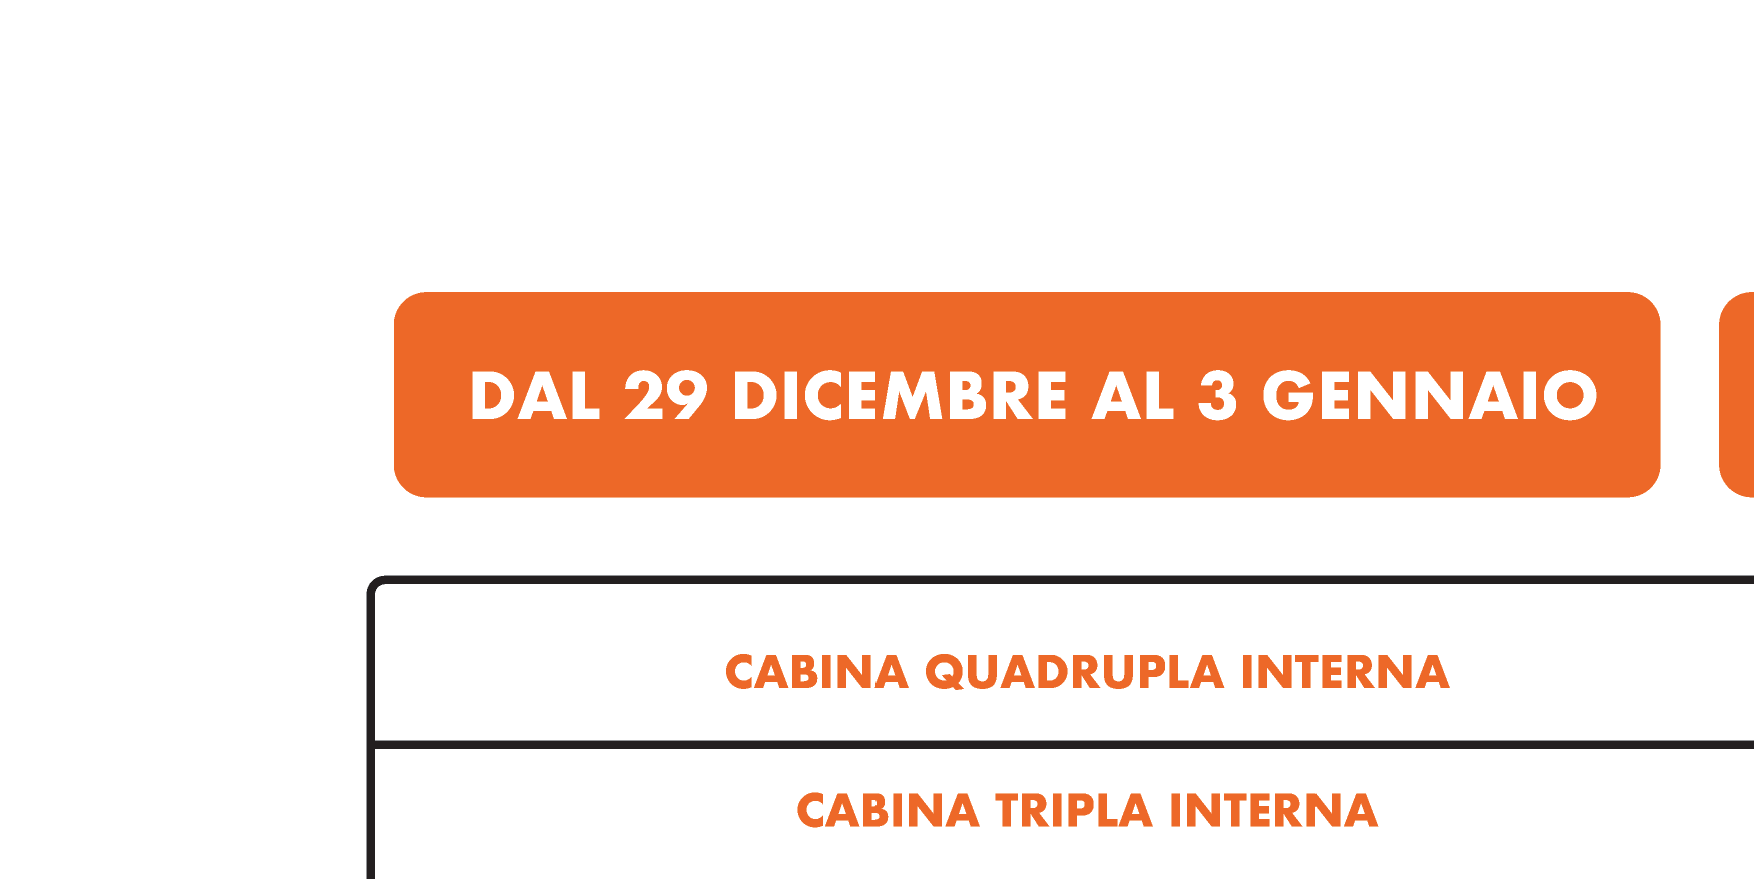 DAL 29 DICEMBRE AL 3 GENNAIO
CABINA QUADRUPLA INTERNA
CABINA TRIPLA INTERNA